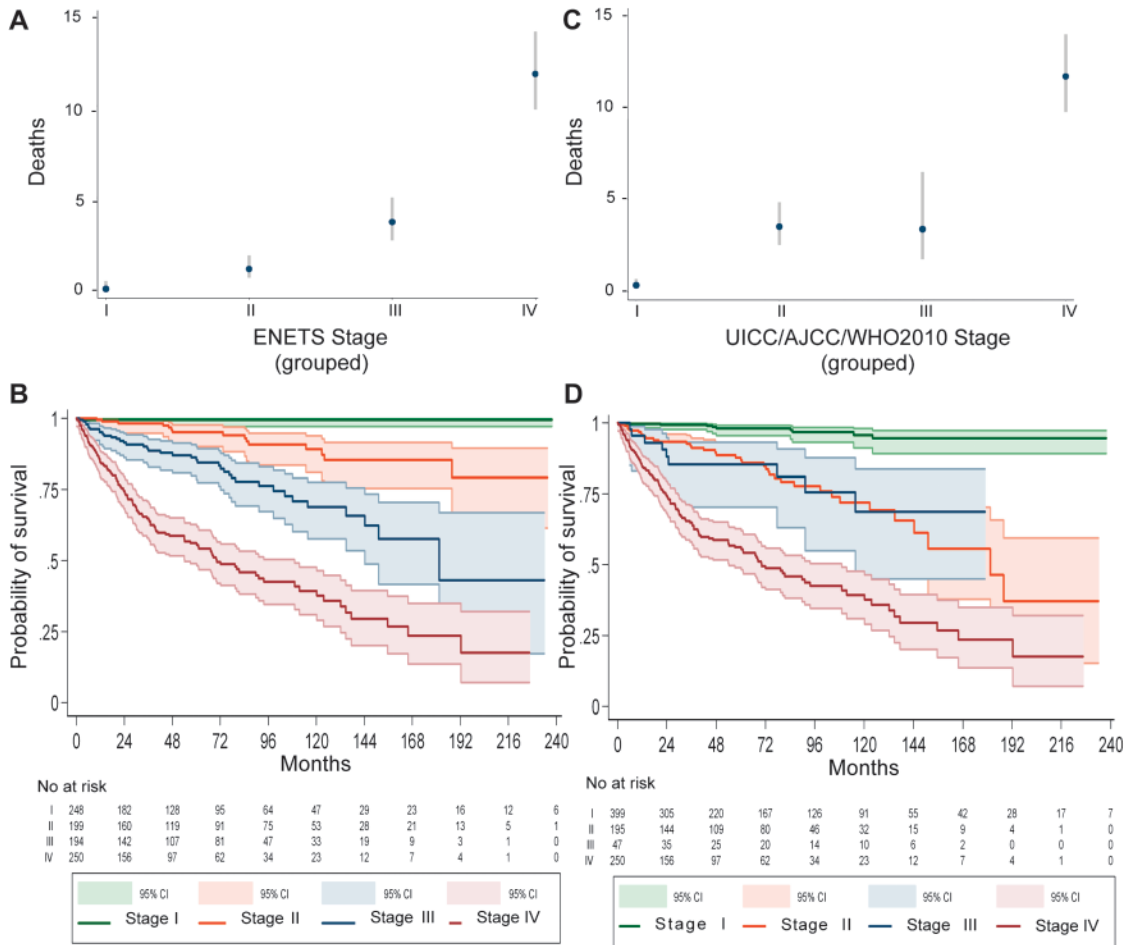 A
15
10
5
0
Deaths
I II III IV
ENETS Stage
(grouped)
C
15
10
5
0
Deaths
I II III IV
UICC/AJCC/WHO2010 Stage
(grouped)
B
1
.75
.5
.25
0
Probability of survival
0 24 48 72 96 120 144 168 192 216 240
Months
No at risk
I 248 182 128 95 64 47 29 23 16 12 6
II 199 160 119 91 75 53 28 21 13 5 1
III 194 142 107 81 47 33 19 9 3 1 0
IV 250 156 97 62 34 23 12 7 4 1 0
95% CI 95% CI 95% CI 95% CI
Stage I Stage II Stage III Stage IV
D
1
.75
.5
.25
0
Probability of survival
0 24 48 72 96 120 144 168 192 216 240
Months
No at risk
I 399 305 220 167 126 91 55 42 28 17 7
II 195 144 109 80 46 32 15 9 4 1 0
III 47 35 25 20 14 10 6 2 0 0 0
IV 250 156 97 62 34 23 12 7 4 1 0
95% CI 95% CI 95% CI 95% CI
Stage I Stage II Stage III Stage IV